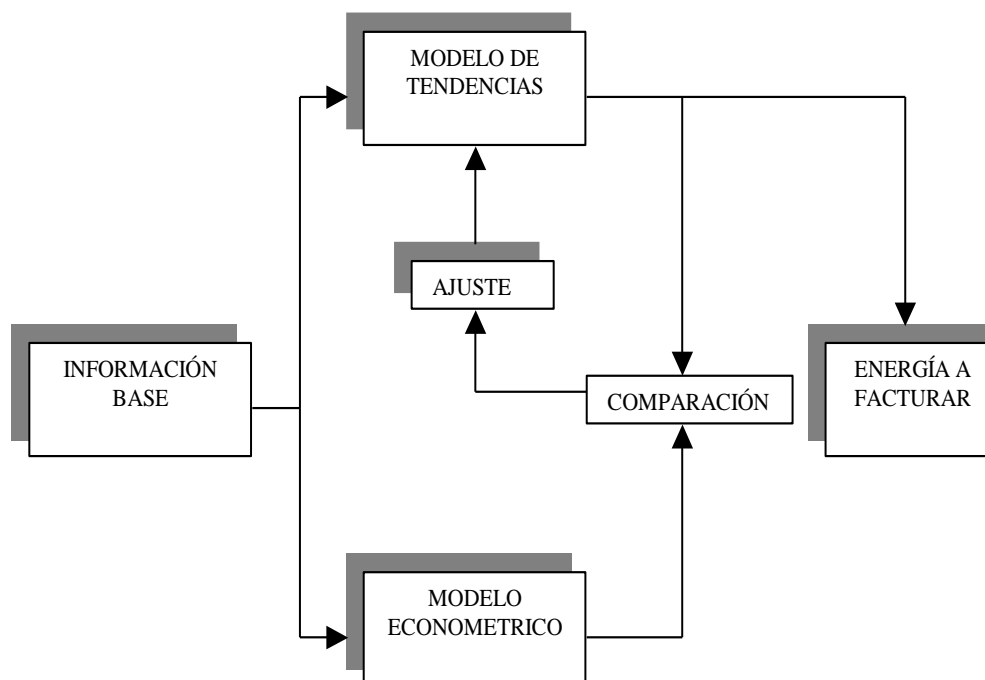 MODELO DE
TENDENCIAS
AJUSTE
INFORMACIÓN
BASE
COMPARACIÓN
ENERGÍA A
FACTURAR
MODELO
ECONOMETRICO